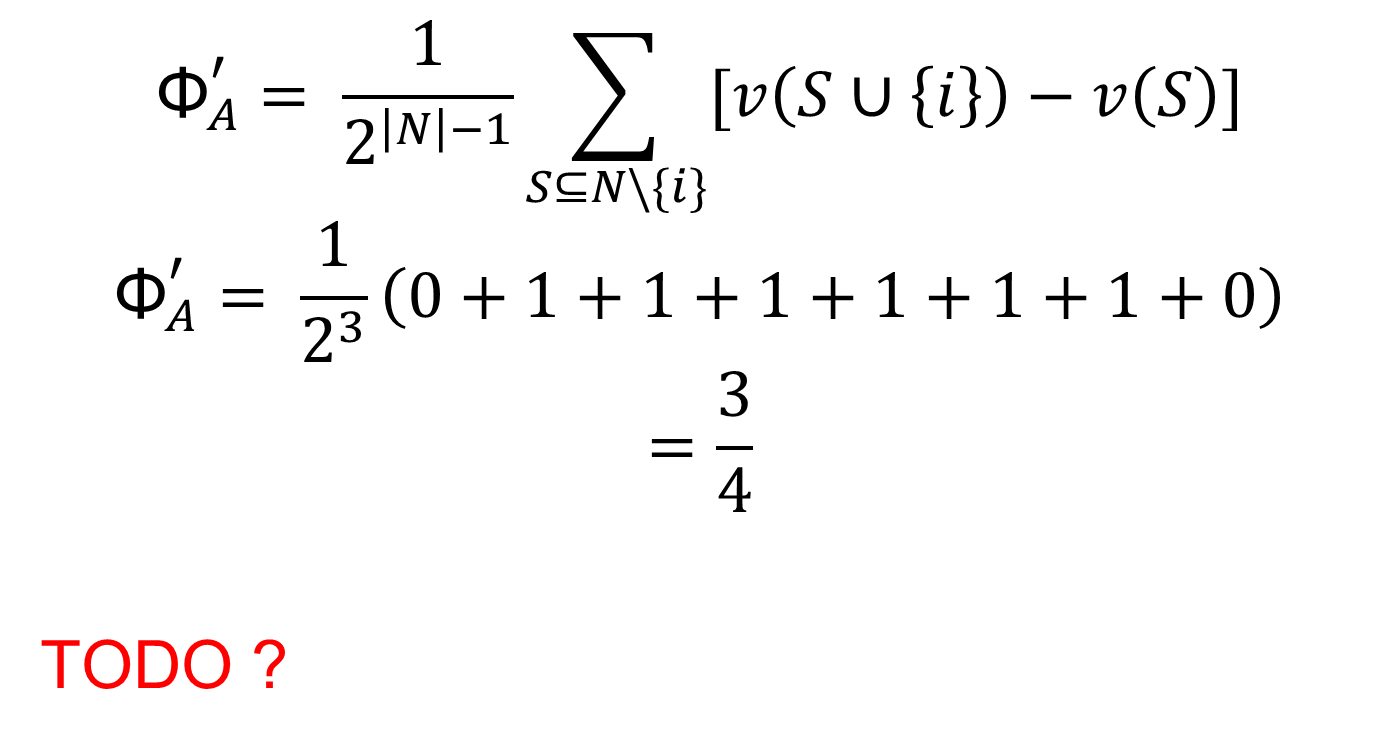 Φ′_A = 1/2^{|N|−1} ∑_{S⊆N\{i}} [v(S ∪ {i}) − v(S)]
Φ′_A = 1/2^3 (0 + 1 + 1 + 1 + 1 + 1 + 1 + 0)
= 3/4
TODO ?